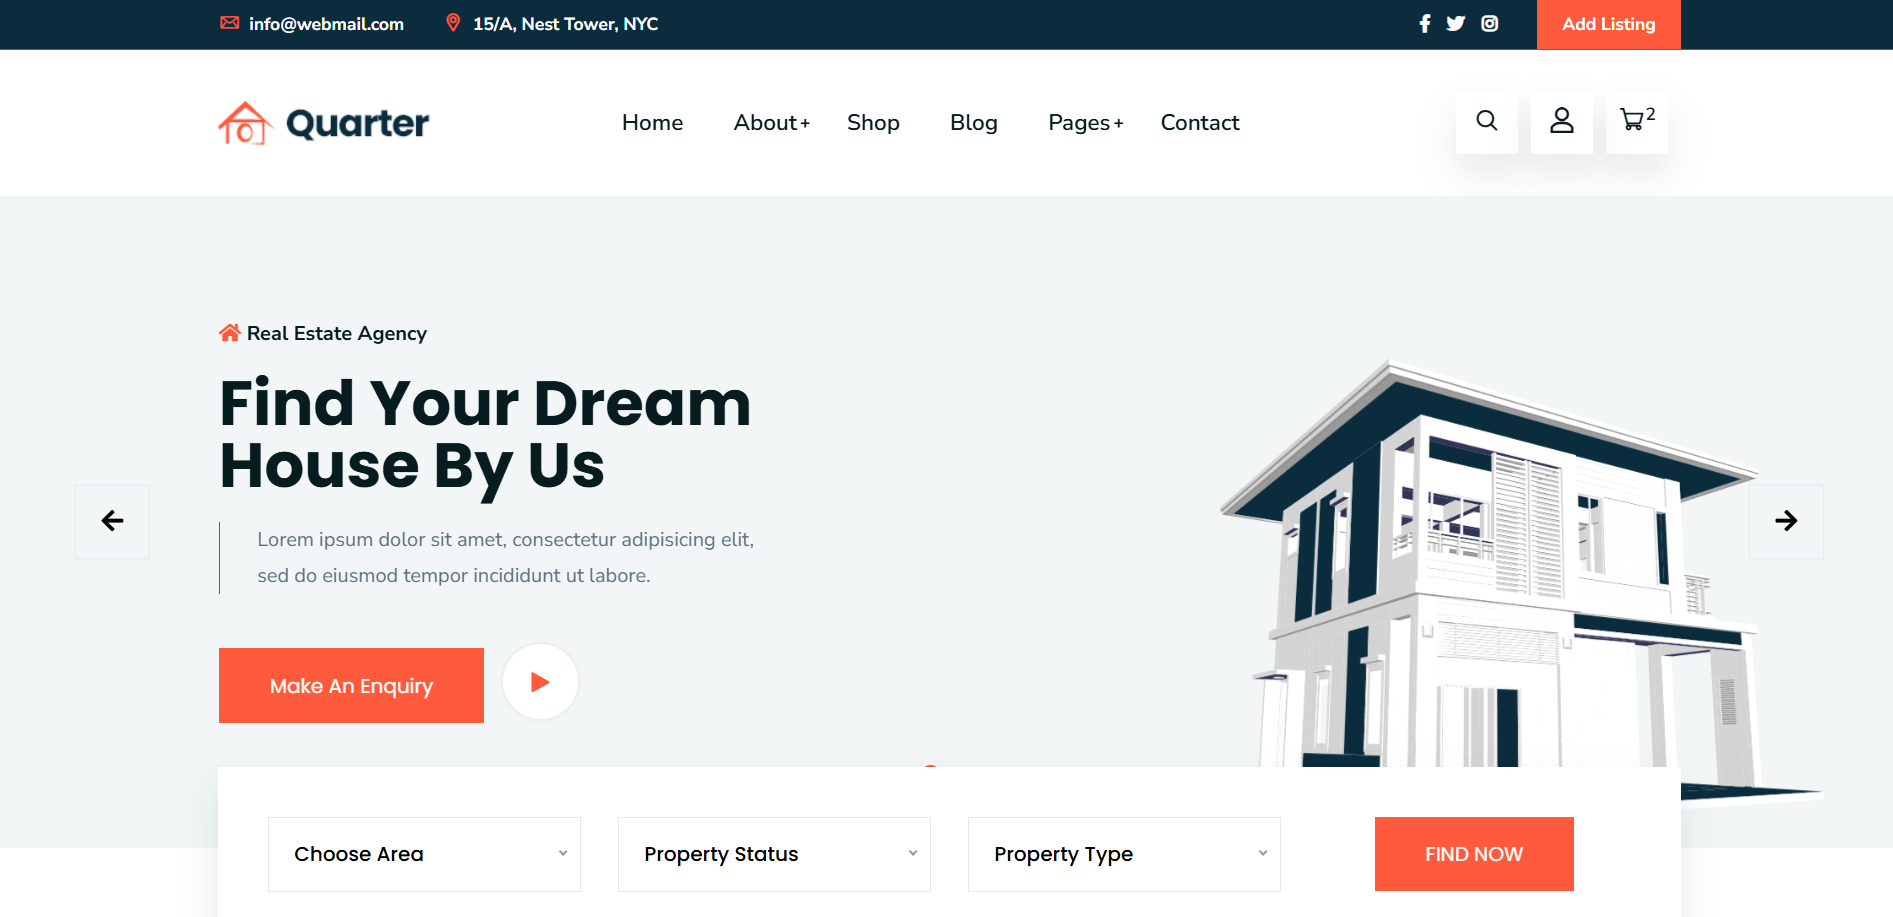 info@webmail.com
15/A, Nest Tower, NYC
Add Listing
Quarter
Home
About+
Shop
Blog
Pages+
Contact
2
Real Estate Agency
Find Your Dream
House By Us
Lorem ipsum dolor sit amet, consectetur adipisicing elit,
sed do eiusmod tempor incididunt ut labore.
Make An Enquiry
Choose Area
Property Status
Property Type
FIND NOW